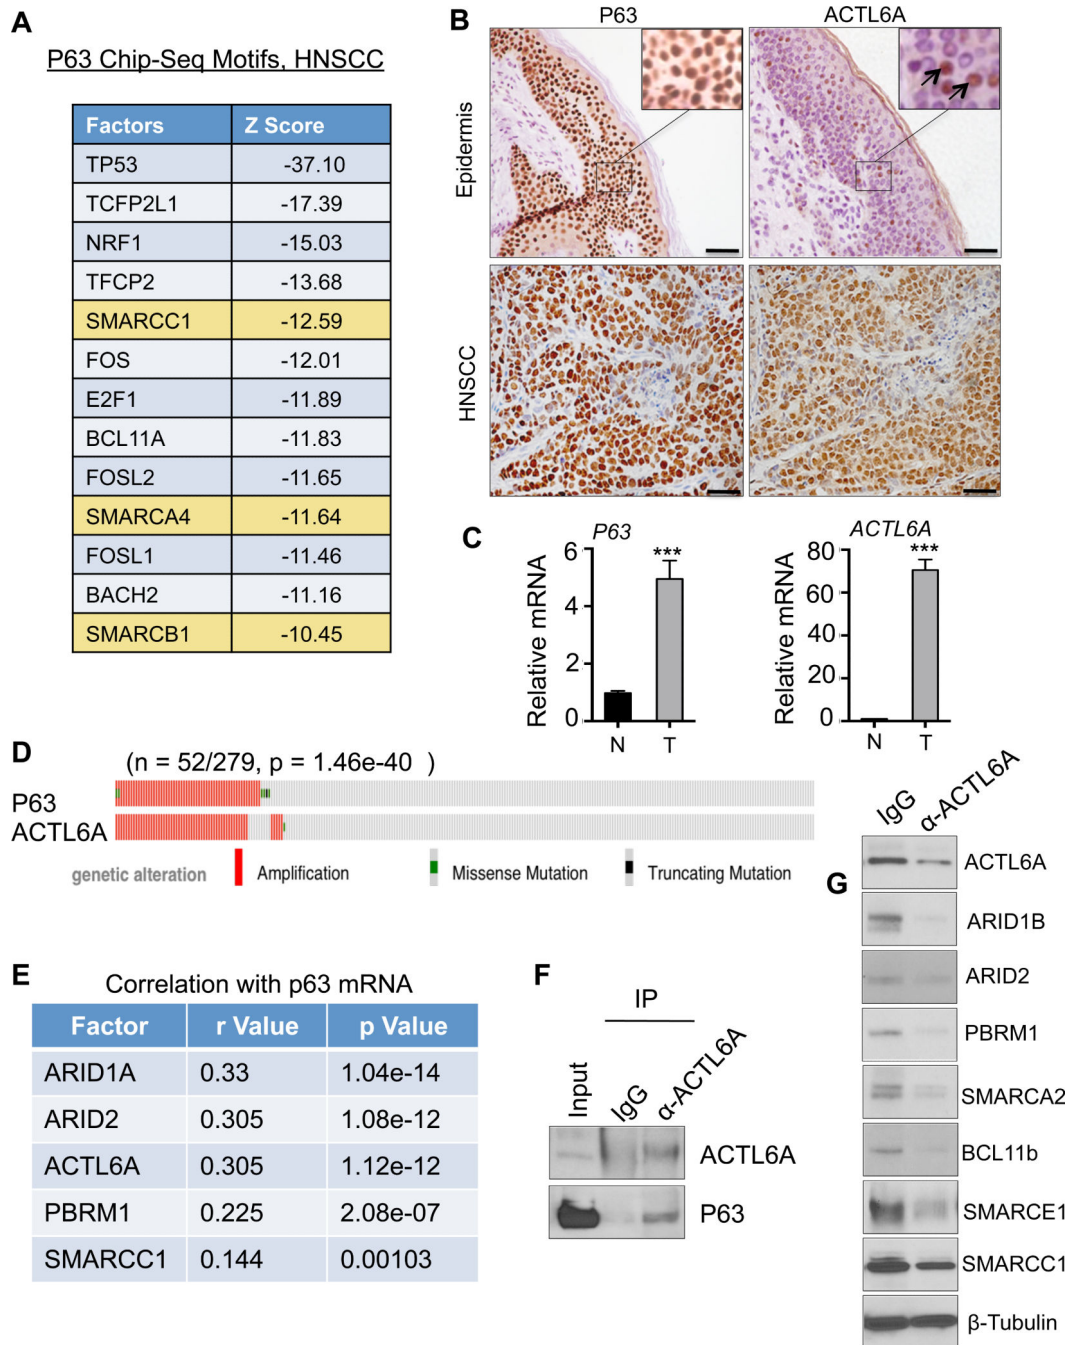 A
P63 Chip-Seq Motifs, HNSCC
Factors Z Score
TP53 -37.10
TCFP2L1 -17.39
NRF1 -15.03
TFCP2 -13.68
SMARCC1 -12.59
FOS -12.01
E2F1 -11.89
BCL11A -11.83
FOSL2 -11.65
SMARCA4 -11.64
FOSL1 -11.46
BACH2 -11.16
SMARCB1 -10.45
B
P63 ACTL6A
Epidermis
HNSCC
C
P63
Relative mRNA
6
4
2
0
***
N T
ACTL6A
Relative mRNA
80
60
40
20
0
***
N T
D
(n = 52/279, p = 1.46e-40 )
P63
ACTL6A
genetic alteration Amplification Missense Mutation Truncating Mutation
E
Correlation with p63 mRNA
Factor r Value p Value
ARID1A 0.33 1.04e-14
ARID2 0.305 1.08e-12
ACTL6A 0.305 1.12e-12
PBRM1 0.225 2.08e-07
SMARCC1 0.144 0.00103
F
IP
Input IgG α-ACTL6A
ACTL6A
P63
G
IgG α-ACTL6A
ACTL6A
ARID1B
ARID2
PBRM1
SMARCA2
BCL11b
SMARCE1
SMARCC1
β-Tubulin